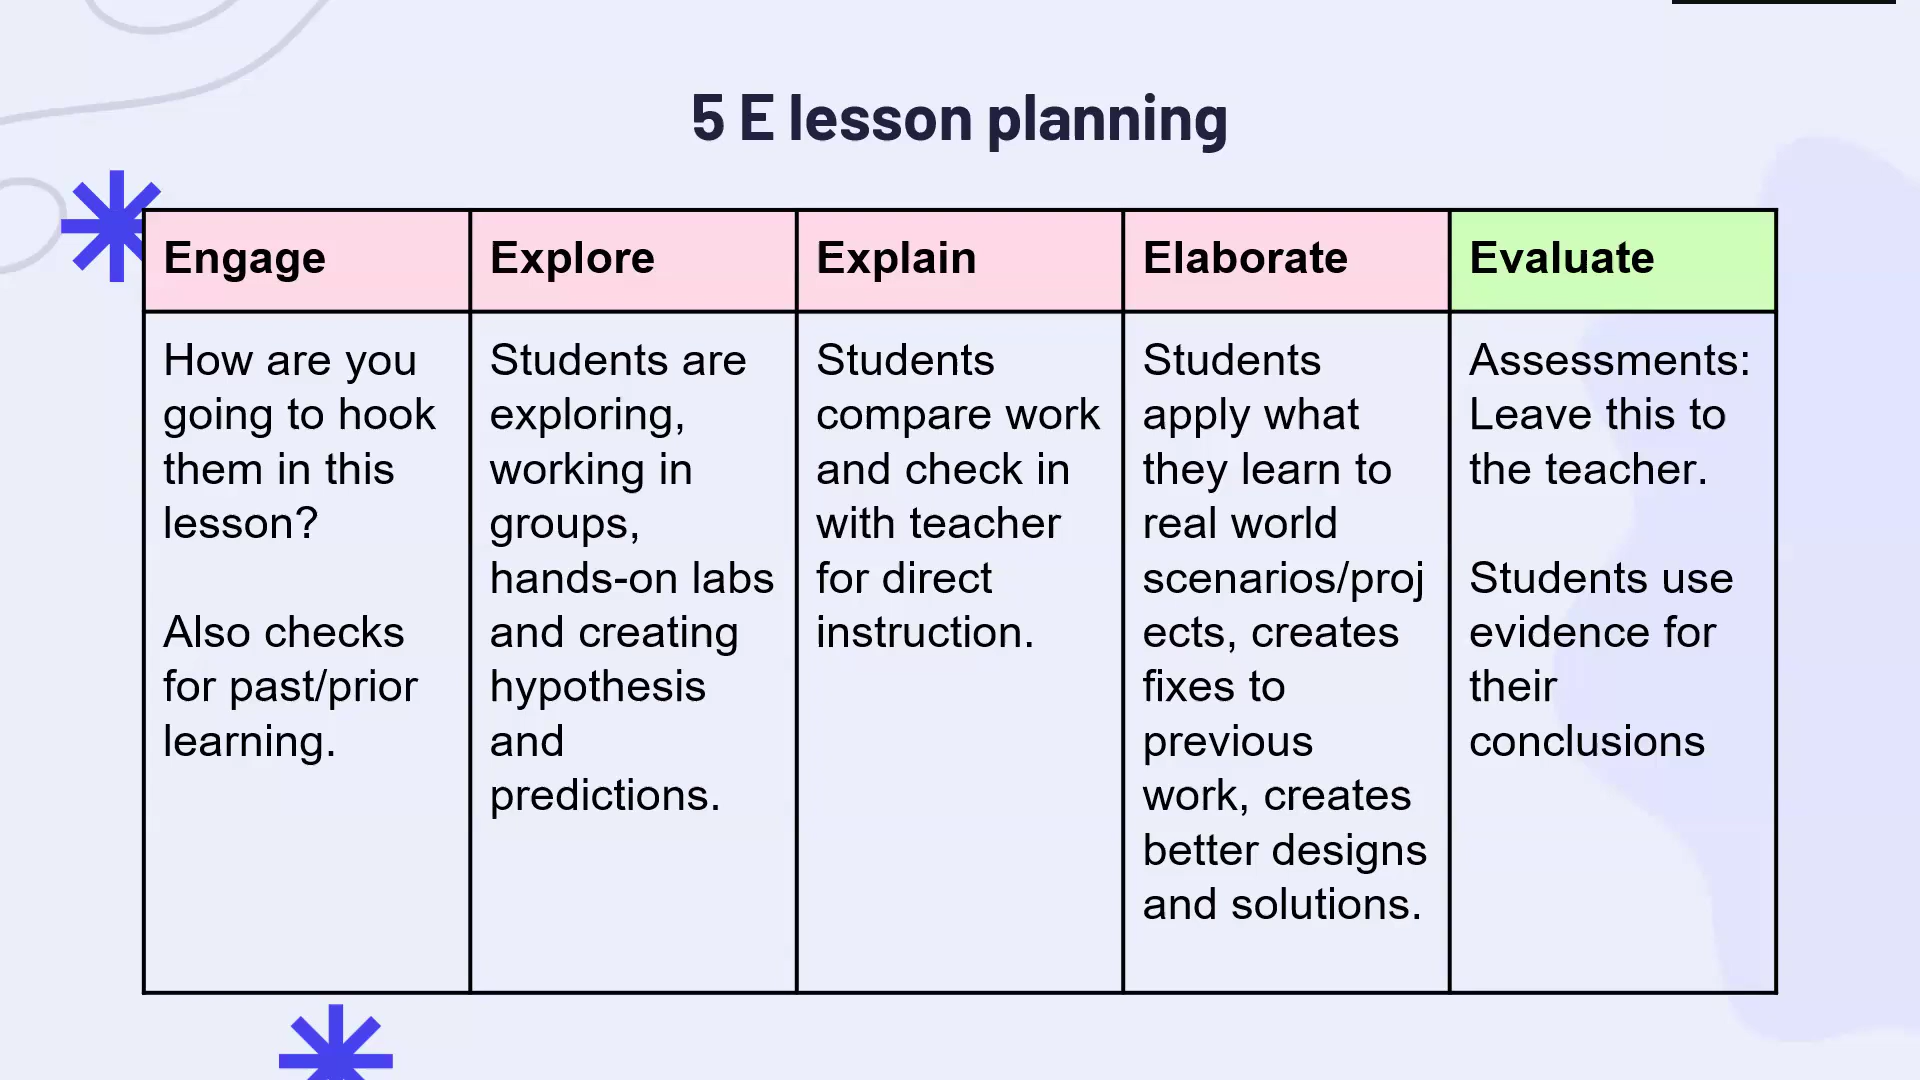 5 E lesson planning
Engage
How are you
going to hook
them in this
lesson?
Also checks
for past/prior
learning.
Explore
Students are
exploring,
working in
groups,
hands-on labs
and creating
hypothesis
and
predictions.
Explain
Students
compare work
and check in
with teacher
for direct
instruction.
Elaborate
Students
apply what
they learn to
real world
scenarios/proj
ects, creates
fixes to
previous
work, creates
better designs
and solutions.
Evaluate
Assessments:
Leave this to
the teacher.
Students use
evidence for
their
conclusions